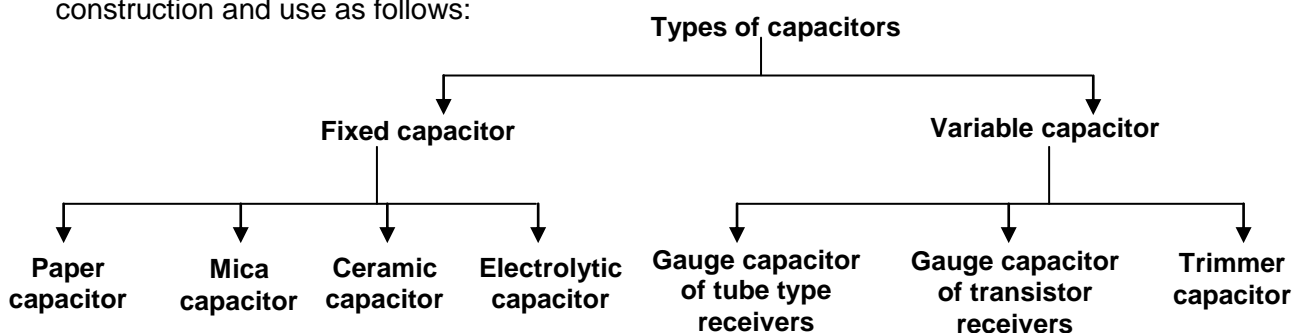 construction and use as follows:
Types of capacitors
Fixed capacitor
Variable capacitor
Paper
capacitor
Mica
capacitor
Ceramic
capacitor
Electrolytic
capacitor
Gauge capacitor
of tube type
receivers
Gauge capacitor
of transistor
receivers
Trimmer
capacitor